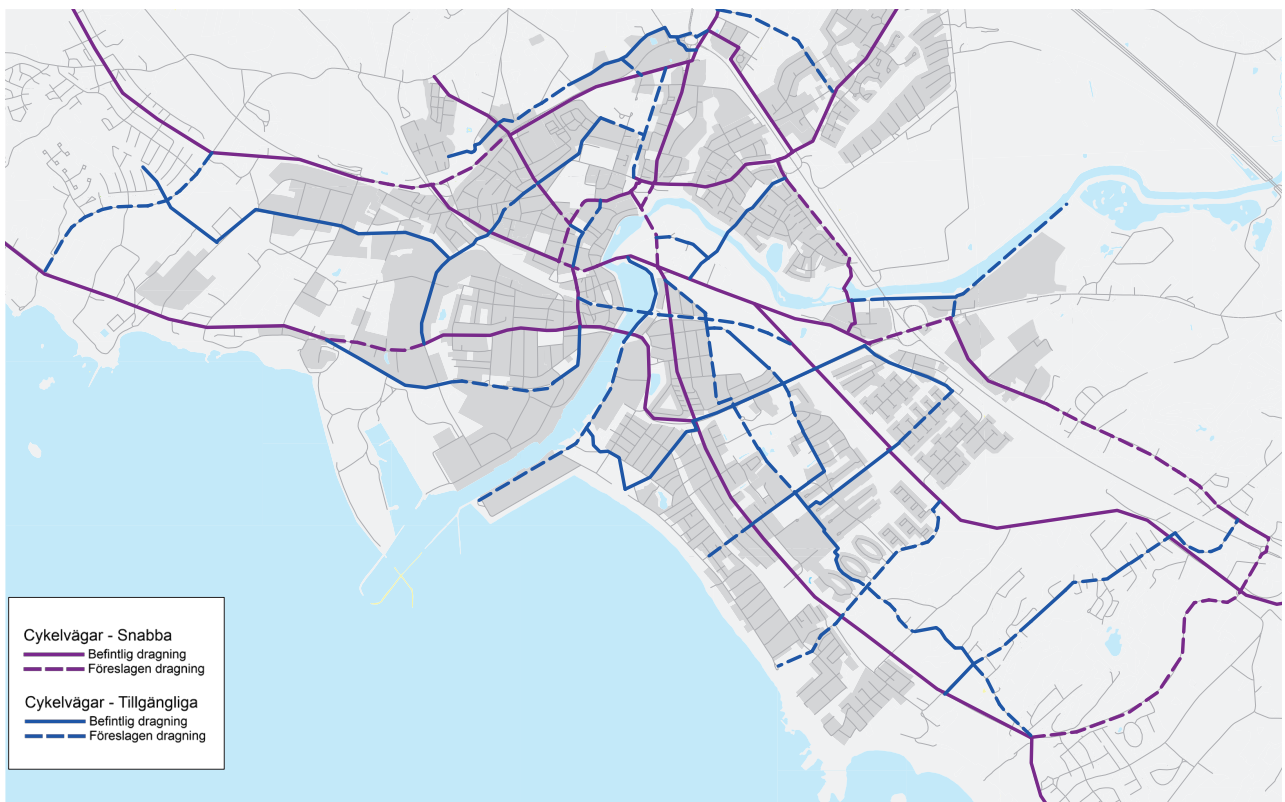 Cykelvägar - Snabba
Befintlig dragning
Föreslagen dragning
Cykelvägar - Tillgängliga
Befintlig dragning
Föreslagen dragning